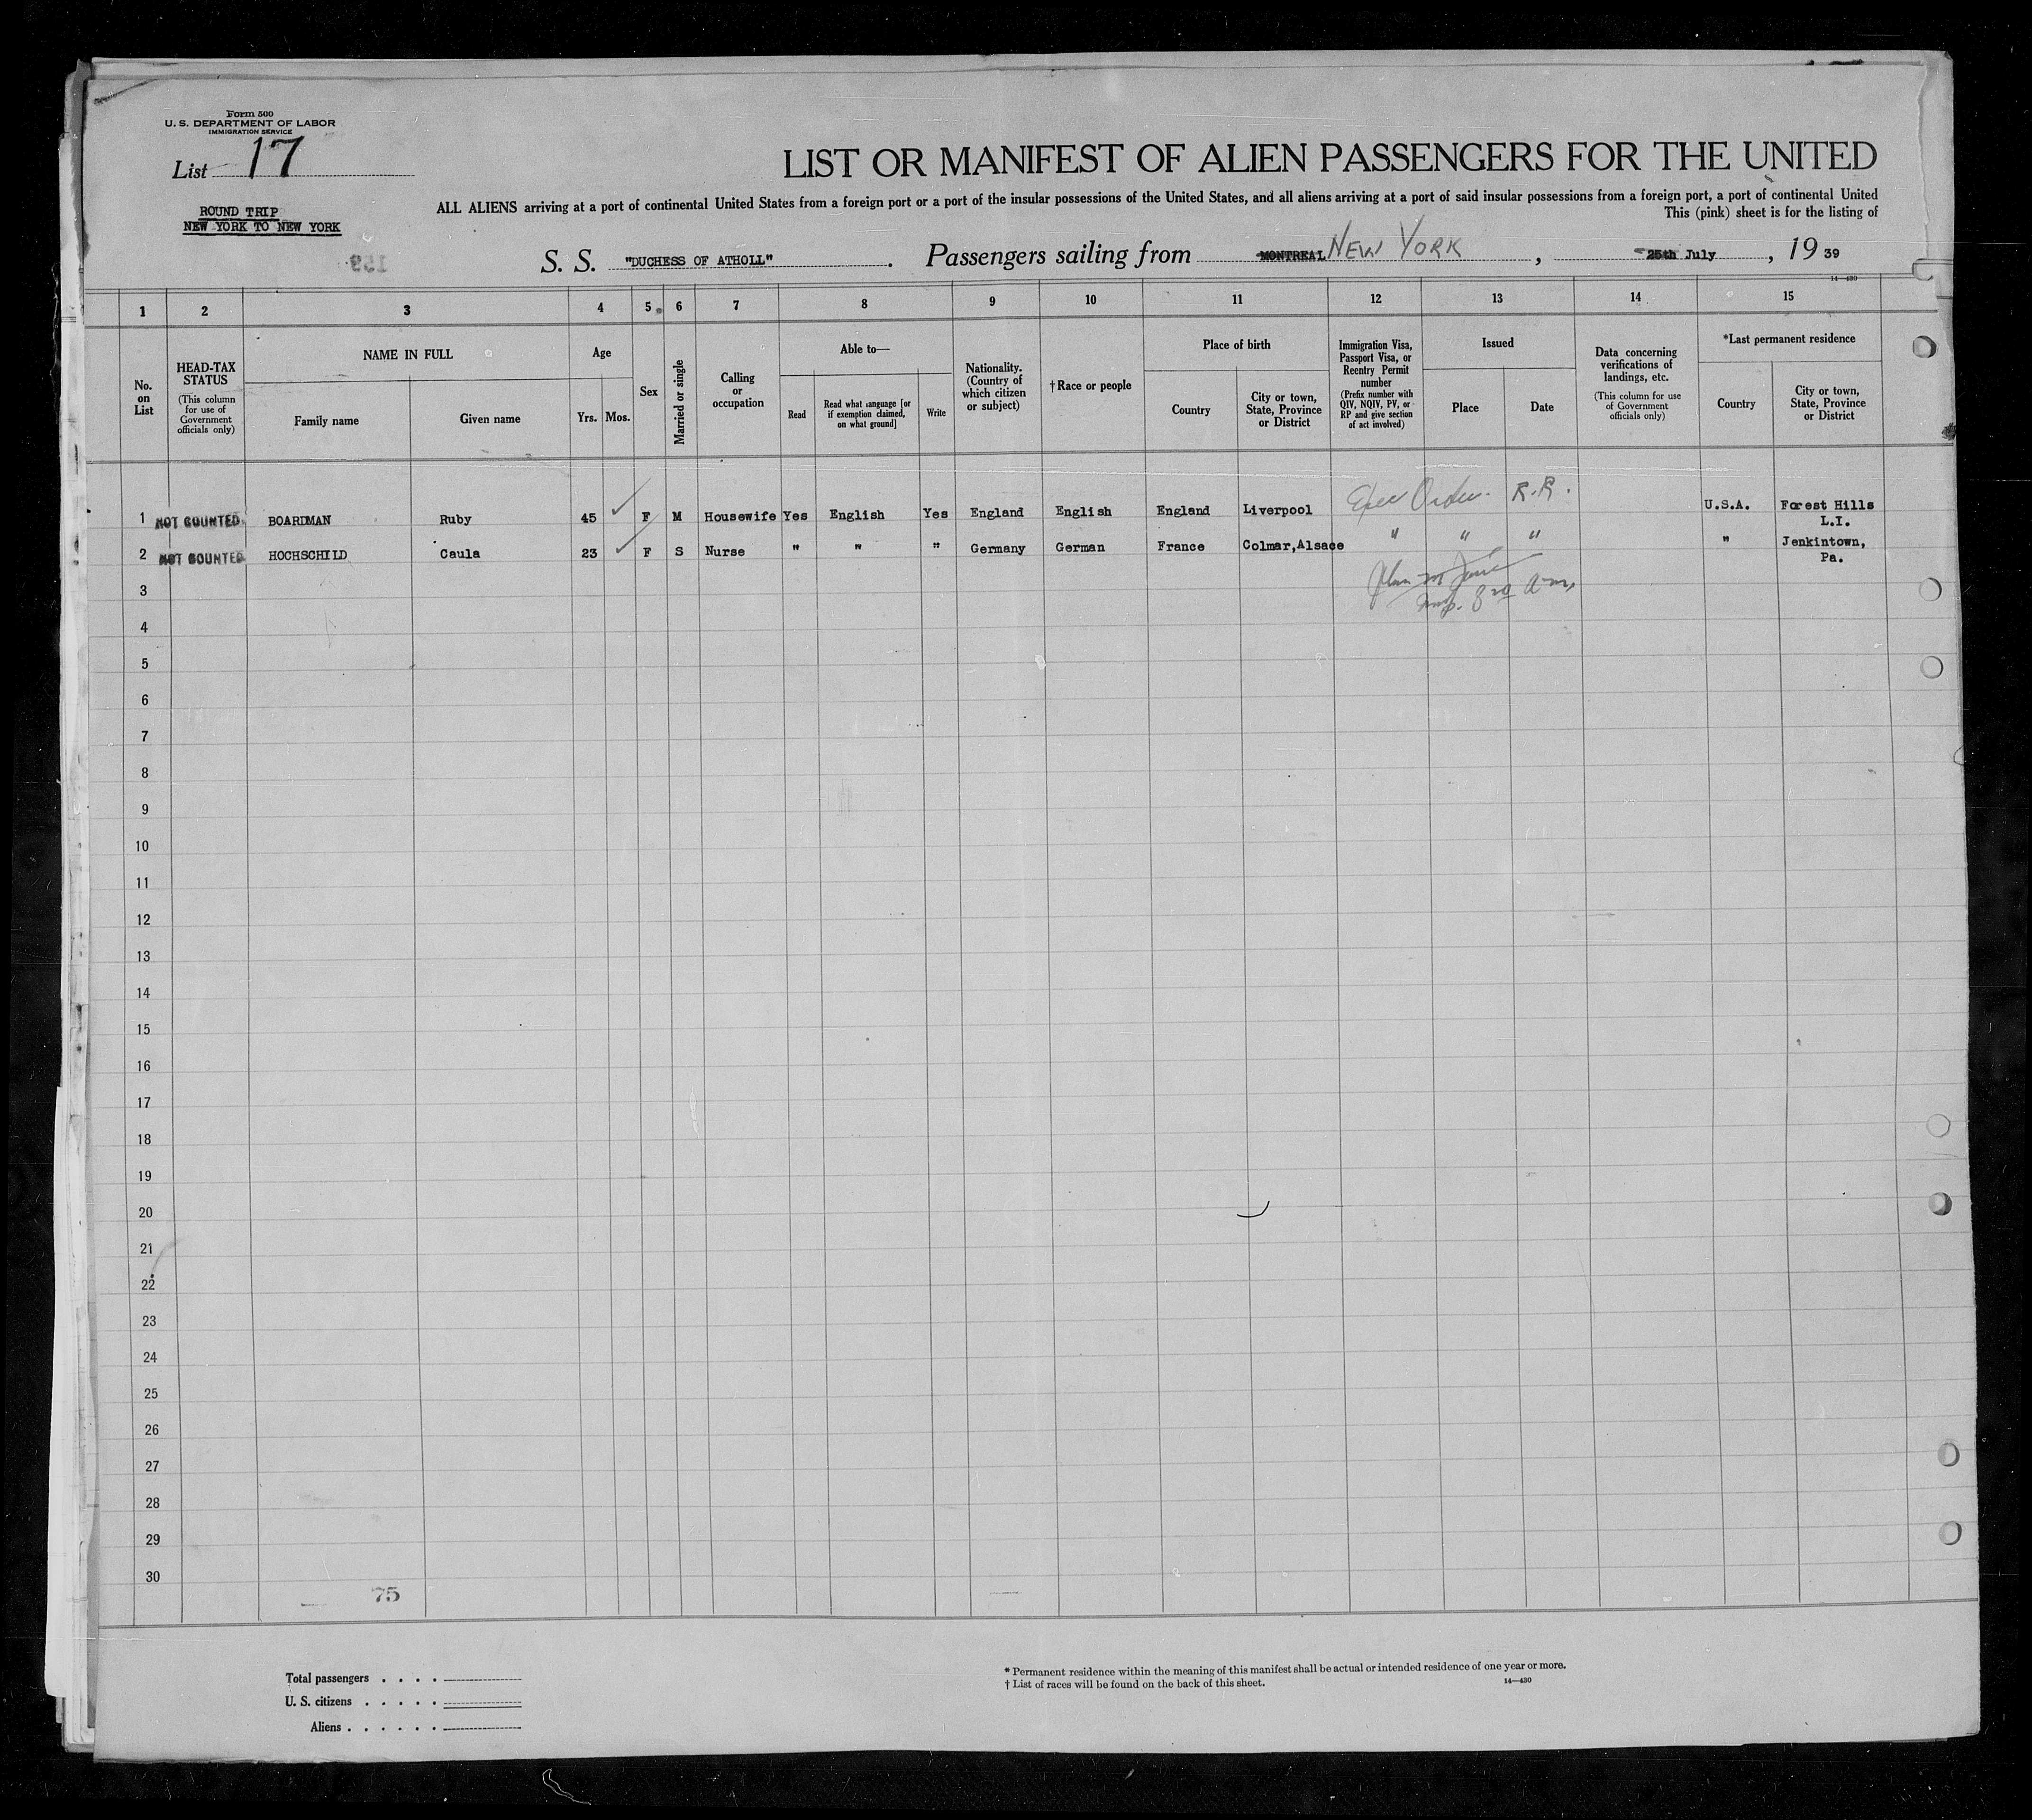 Form 500
U. S. DEPARTMENT OF LABOR
IMMIGRATION SERVICE
List 17
ROUND TRIP
NEW YORK TO NEW YORK
LIST OR MANIFEST OF ALIEN PASSENGERS FOR THE UNITED
ALL ALIENS arriving at a port of continental United States from a foreign port or a port of the insular possessions of the United States, and all aliens arriving at a port of said insular possessions from a foreign port, a port of continental United
This (pink) sheet is for the listing of
159
S. S. "DUCHESS OF ATHOLL". Passengers sailing from MONTREAL NEW YORK, 25th July, 19 39
14—430
1 2 3 4 5 6 7 8 9 10 11 12 13 14 15
No. on List
HEAD-TAX STATUS
(This column for use of Government officials only)
NAME IN FULL
Family name
Given name
Age
Yrs. Mos.
Sex
Married or single
Calling or occupation
Able to—
Read
Read what language [or if exemption claimed, on what ground]
Write
Nationality. (Country of which citizen or subject)
†Race or people
Place of birth
Country
City or town, State, Province or District
Immigration Visa, Passport Visa, or Reentry Permit number
(Prefix number with QIV, NQIV, PV, or RP and give section of act involved)
Issued
Place
Date
Data concerning verifications of landings, etc.
(This column for use of Government officials only)
*Last permanent residence
Country
City or town, State, Province or District
1 NOT COUNTED BOARDMAN Ruby 45 F M Housewife Yes English Yes England English England Liverpool Exec Order. R.R. U.S.A. Forest Hills
L.I.
2 NOT COUNTED HOCHSCHILD Caula 23 F S Nurse " " " Germany German France Colmar,Alsace " " " " Jenkintown,
Pa.
3
4
5
6
7
8
9
10
11
12
13
14
15
16
17
18
19
20
21
22
23
24
25
26
27
28
29
30
75
Total passengers . . . .
U. S. citizens . . . . .
Aliens . . . . . .
* Permanent residence within the meaning of this manifest shall be actual or intended residence of one year or more.
† List of races will be found on the back of this sheet.
14—430